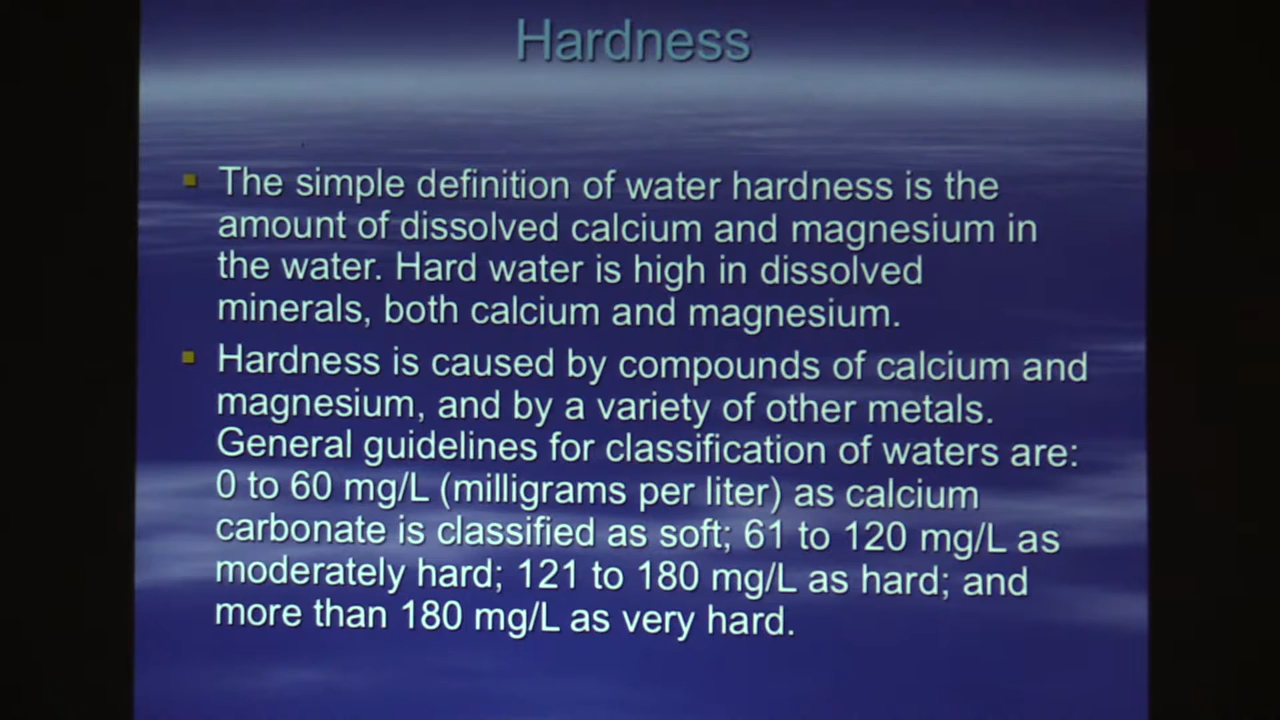 Hardness
The simple definition of water hardness is the
amount of dissolved calcium and magnesium in
the water. Hard water is high in dissolved
minerals, both calcium and magnesium.
Hardness is caused by compounds of calcium and
magnesium, and by a variety of other metals.
General guidelines for classification of waters are:
0 to 60 mg/L (milligrams per liter) as calcium
carbonate is classified as soft; 61 to 120 mg/L as
moderately hard; 121 to 180 mg/L as hard; and
more than 180 mg/L as very hard.